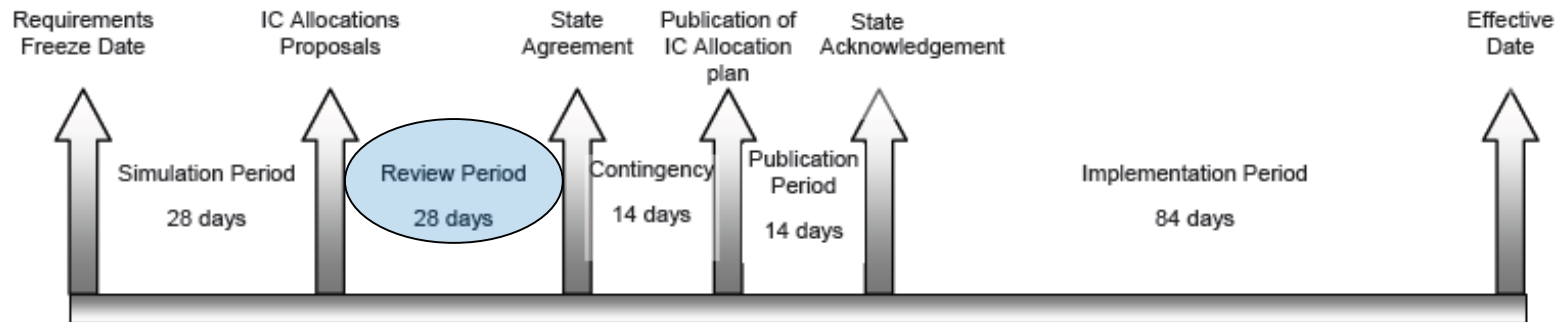 Requirements
Freeze Date
IC Allocations
Proposals
State
Agreement
Publication of
IC Allocation
plan
State
Acknowledgement
Effective
Date
Simulation Period
28 days
Review Period
28 days
Contingency
14 days
Publication
Period
14 days
Implementation Period
84 days